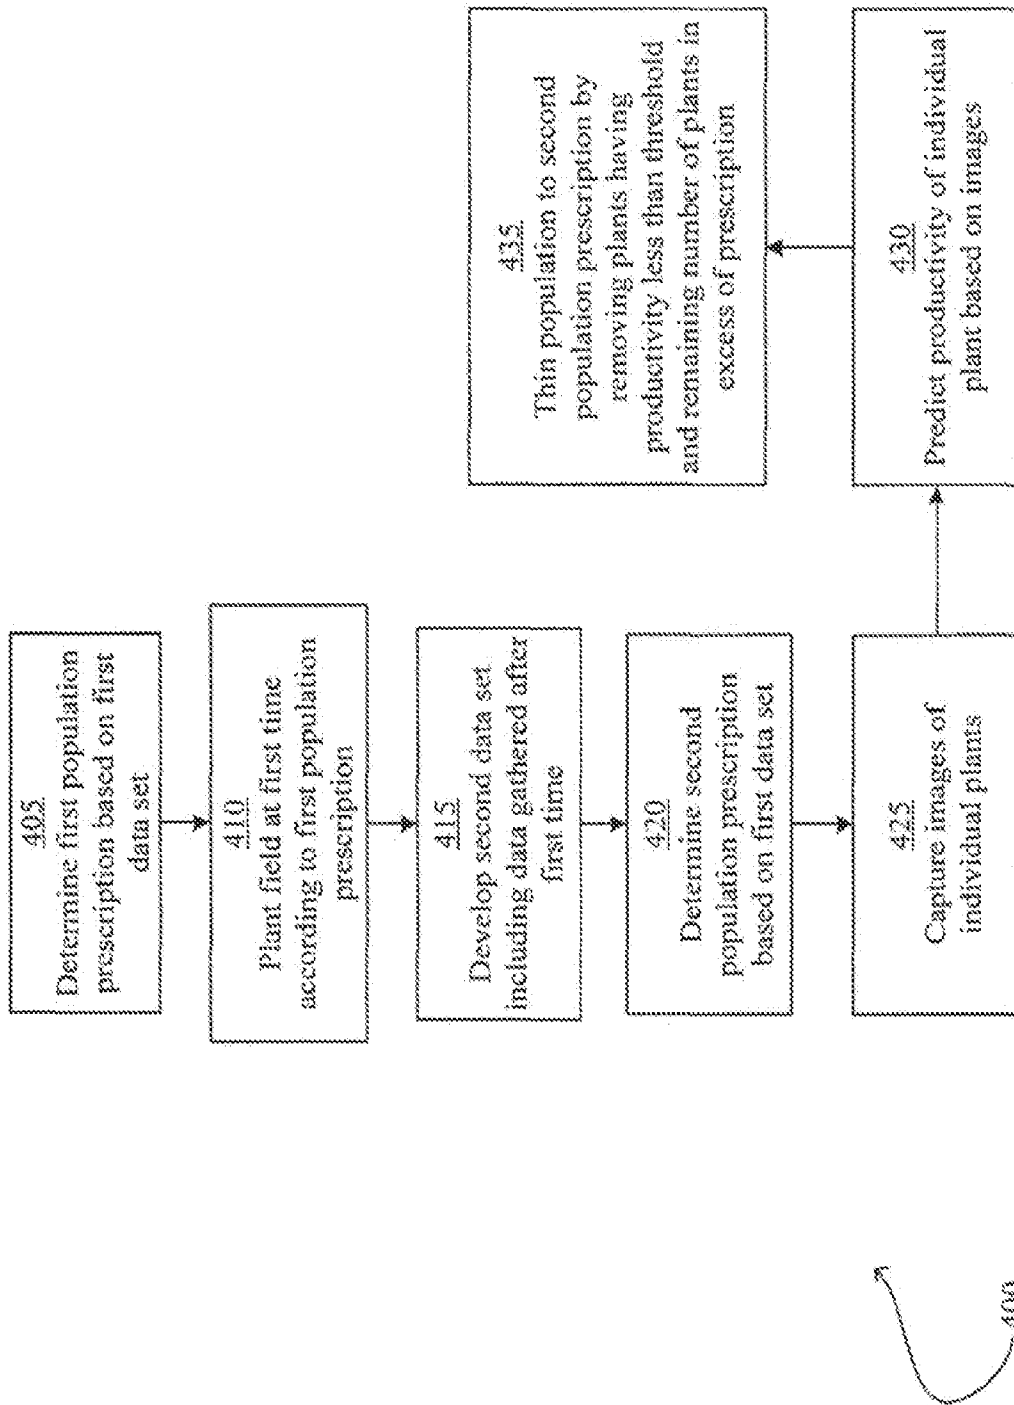 405
Determine first population
prescription based on first
data set
410
Plant field at first time
according to first population
prescription
415
Develop second data set
including data gathered after
first time
420
Determine second
population prescription
based on first data set
425
Capture images of
individual plants
430
Predict productivity of individual
plant based on images
435
Thin population to second
population prescription by
removing plants having
productivity less than threshold
and remaining number of plants in
excess of prescription
400